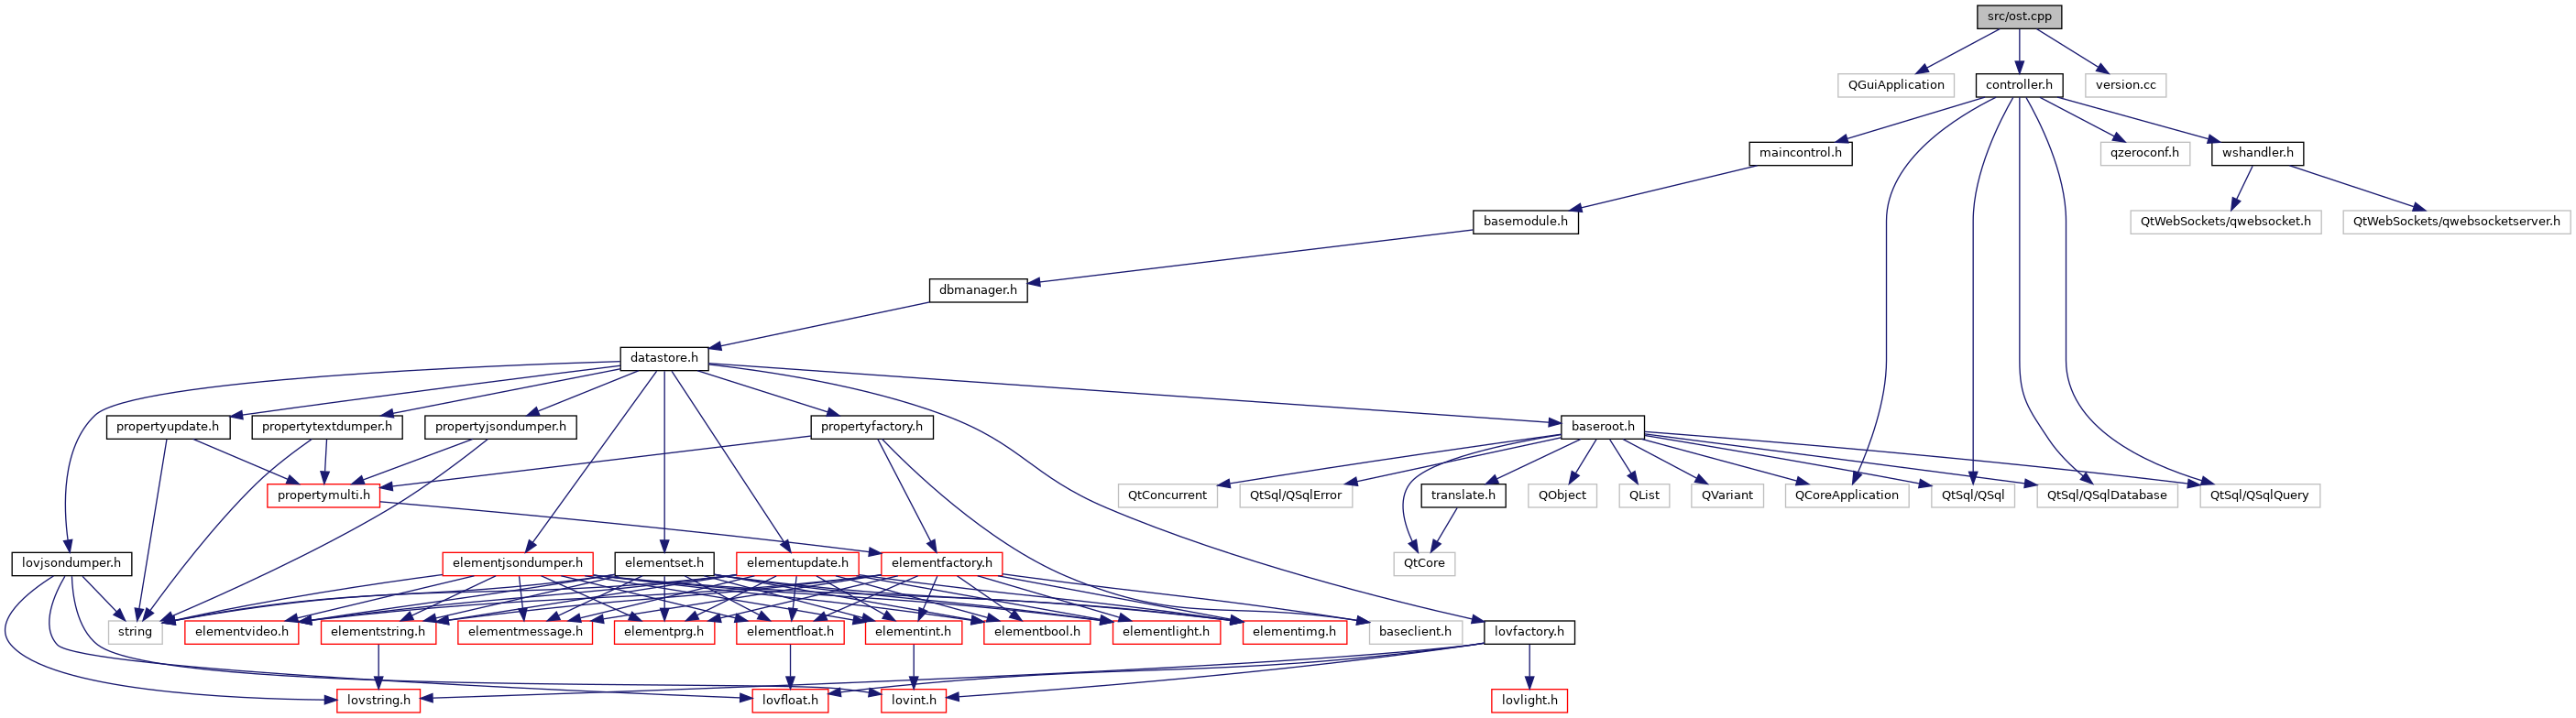 src/ost.cpp
QGuiApplication
controller.h
version.cc
maincontrol.h
qzeroconf.h
wshandler.h
basemodule.h
QtWebSockets/qwebsocket.h
QtWebSockets/qwebsocketserver.h
dbmanager.h
datastore.h
propertyupdate.h
propertytextdumper.h
propertyjsondumper.h
propertyfactory.h
baseroot.h
propertymulti.h
QtConcurrent
QtSql/QSqlError
translate.h
QObject
QList
QVariant
QCoreApplication
QtSql/QSql
QtSql/QSqlDatabase
QtSql/QSqlQuery
lovjsondumper.h
elementjsondumper.h
elementset.h
elementupdate.h
elementfactory.h
QtCore
string
elementvideo.h
elementstring.h
elementmessage.h
elementprg.h
elementfloat.h
elementint.h
elementbool.h
elementlight.h
elementimg.h
baseclient.h
lovfactory.h
lovstring.h
lovfloat.h
lovint.h
lovlight.h